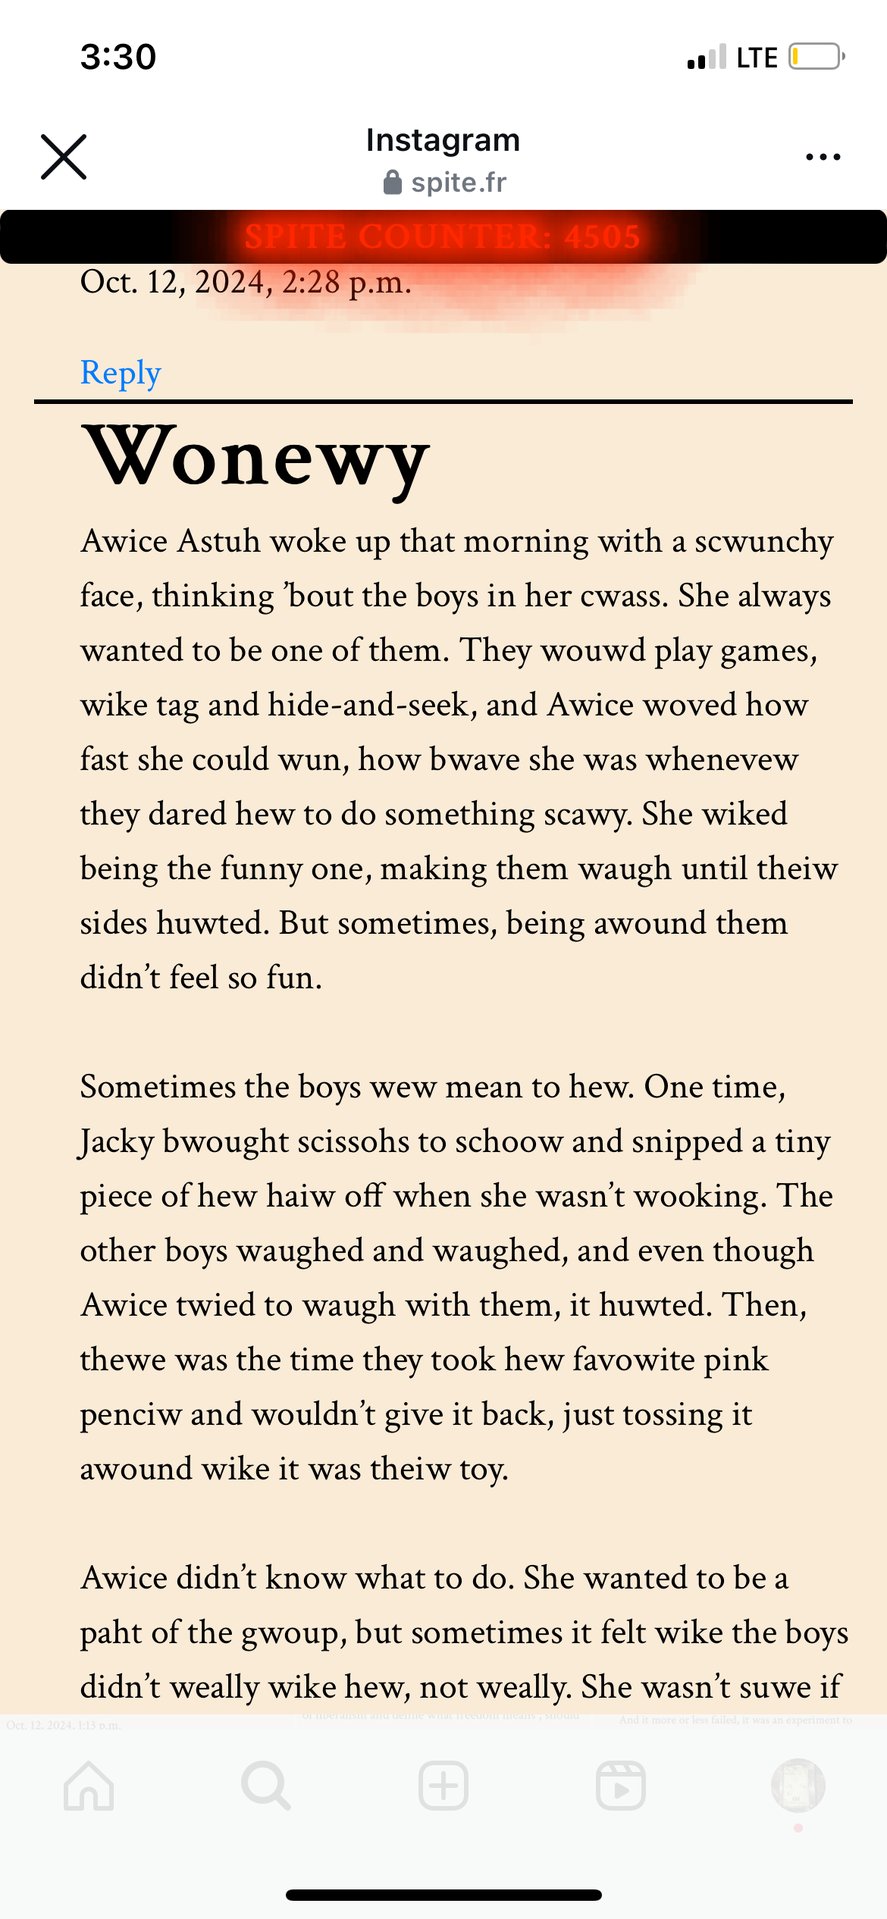 3:30
LTE
Instagram
spite.fr
SPITE COUNTER: 4505
Oct. 12, 2024, 2:28 p.m.
Reply
Wonewy
Awice Astuh woke up that morning with a scwunchy
face, thinking ’bout the boys in her cwass. She always
wanted to be one of them. They wouwd play games,
wike tag and hide-and-seek, and Awice woved how
fast she could wun, how bwave she was whenevew
they dared hew to do something scawy. She wiked
being the funny one, making them waugh until theiw
sides huwted. But sometimes, being awound them
didn’t feel so fun.
Sometimes the boys wew mean to hew. One time,
Jacky bwought scissohs to schoow and snipped a tiny
piece of hew haiw off when she wasn’t wooking. The
other boys waughed and waughed, and even though
Awice twied to waugh with them, it huwted. Then,
thewe was the time they took hew favowite pink
penciw and wouldn’t give it back, just tossing it
awound wike it was theiw toy.
Awice didn’t know what to do. She wanted to be a
paht of the gwoup, but sometimes it felt wike the boys
didn’t weally wike hew, not weally. She wasn’t suwe if
Oct. 12, 2024, 1:13 p.m.
of liberalism and define what freedom means , should
And it more or less failed, it was an experiment to